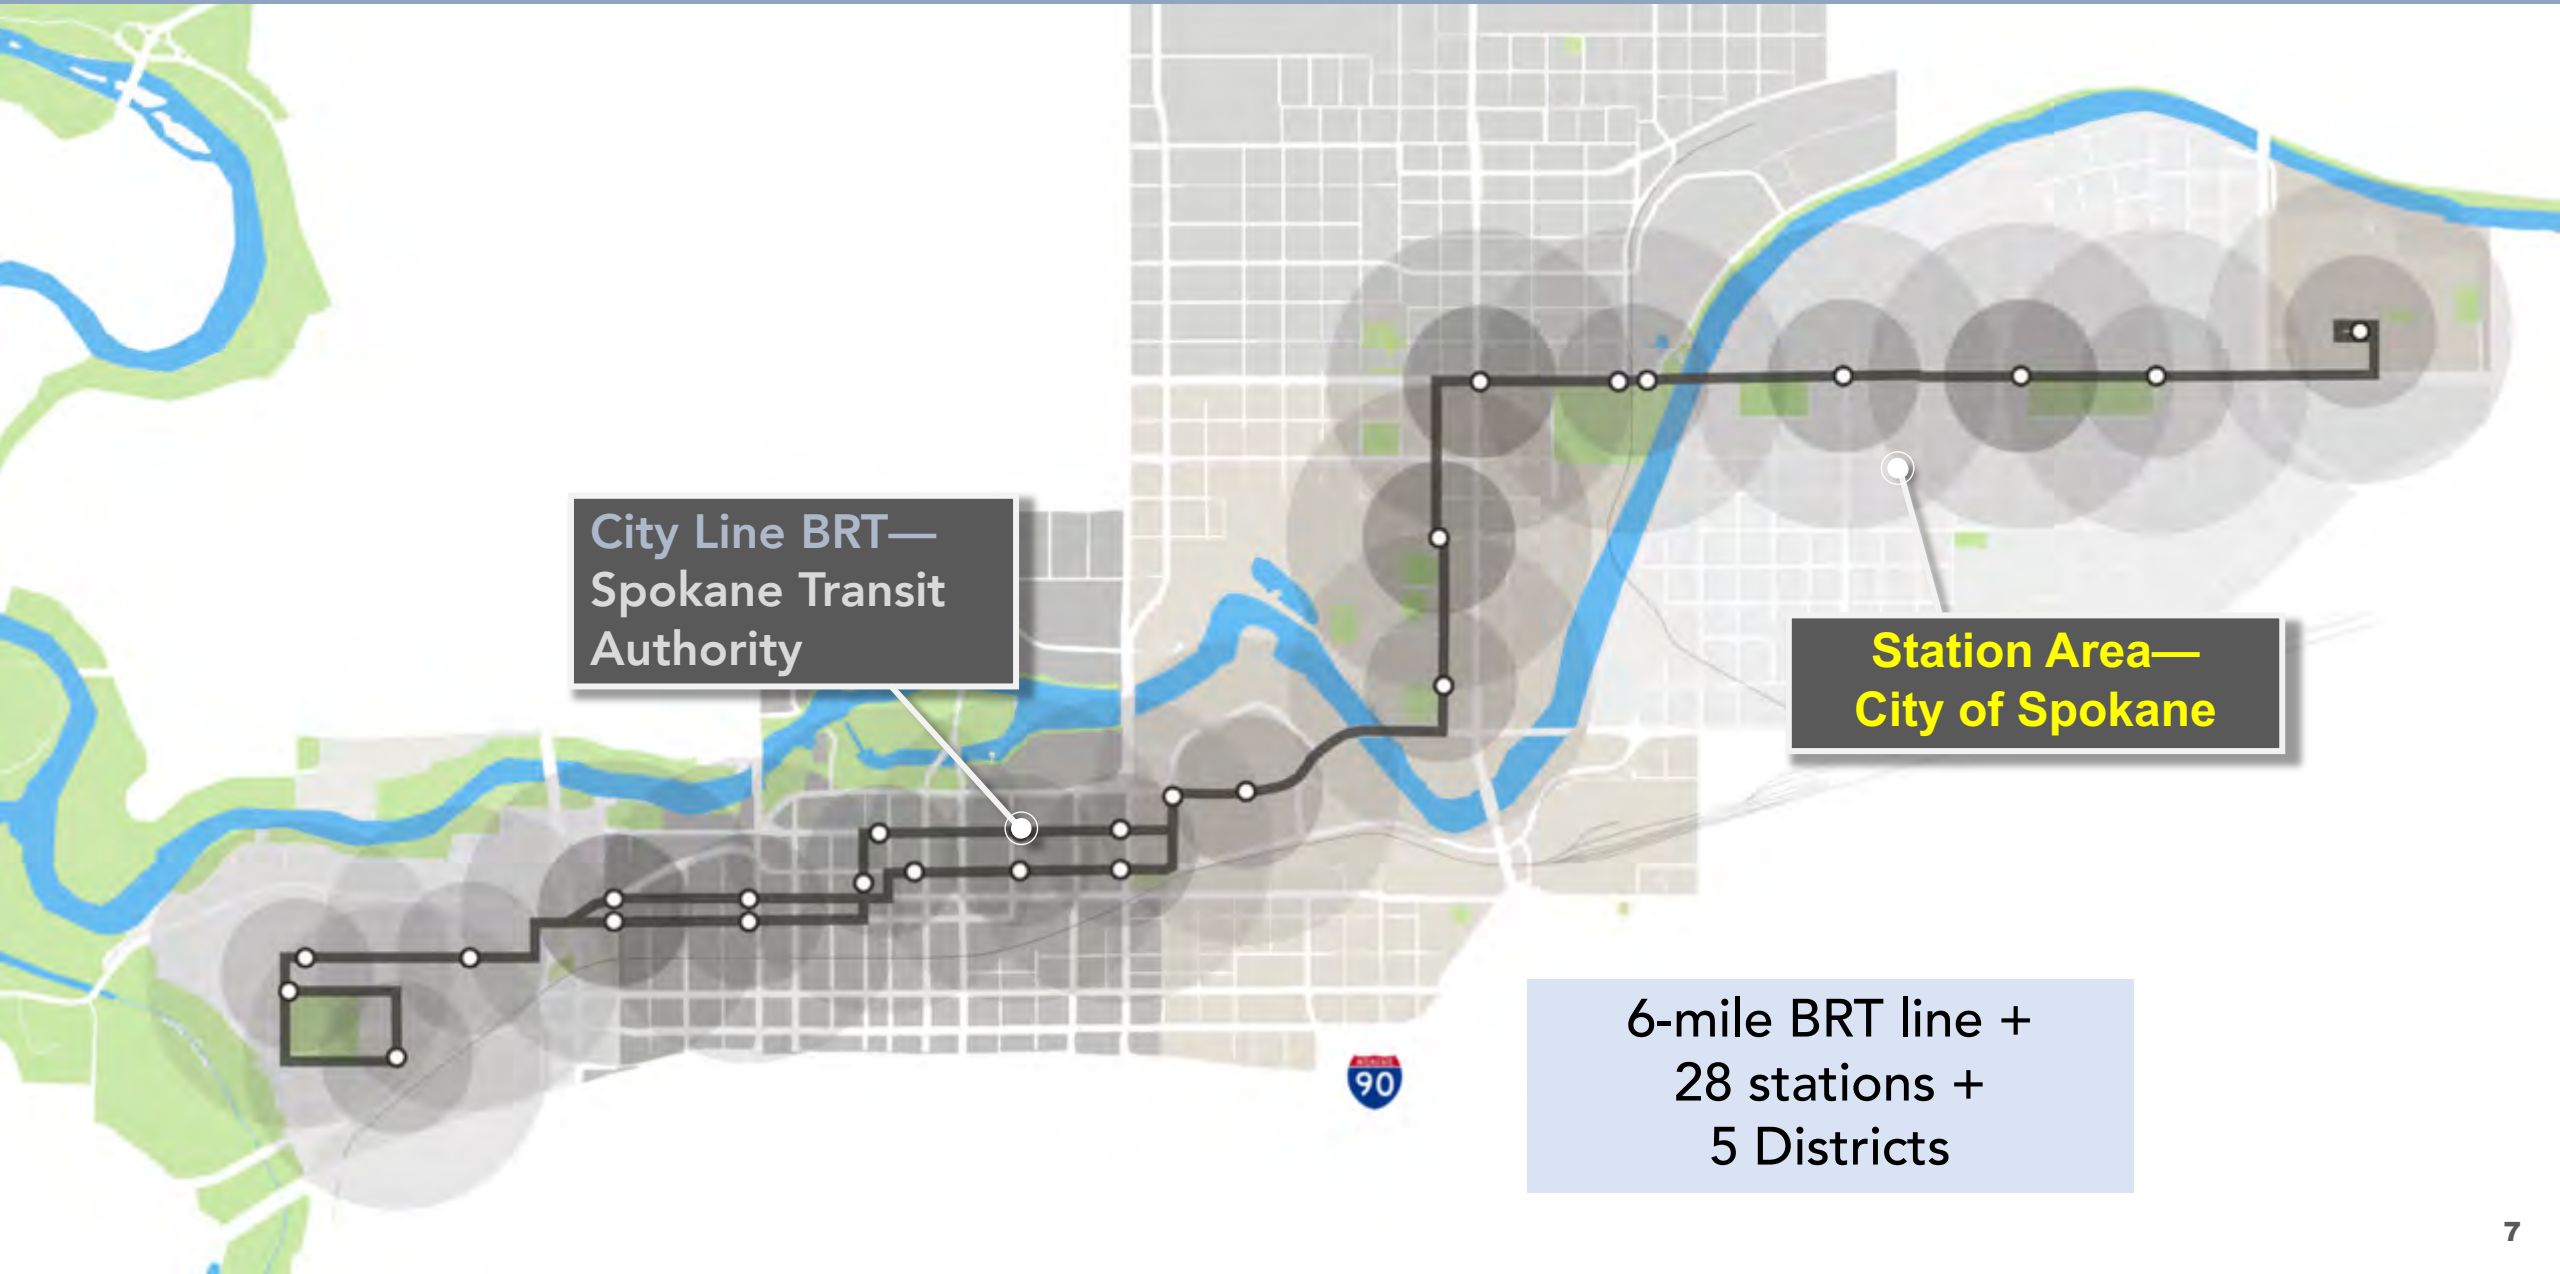 City Line BRT—
Spokane Transit
Authority
Station Area—
City of Spokane
90
6-mile BRT line +
28 stations +
5 Districts
7